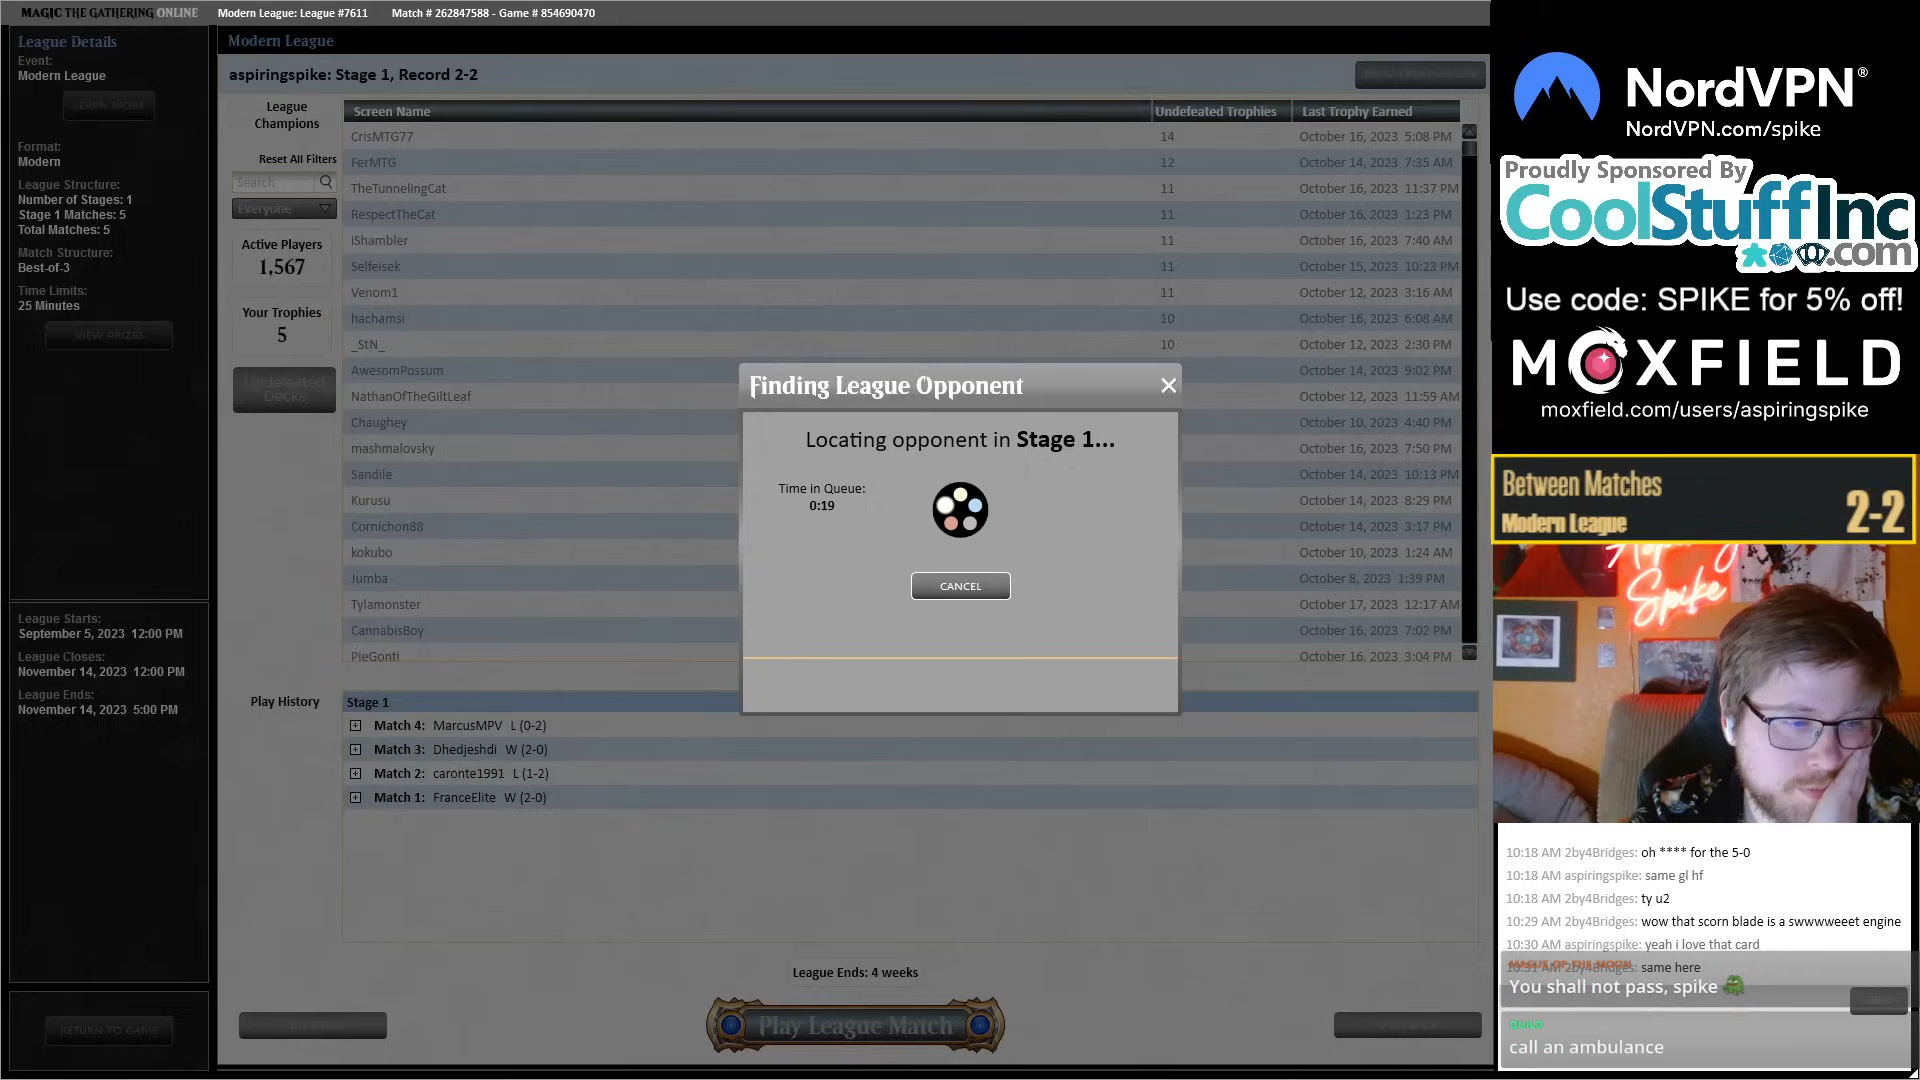 MAGIC THE GATHERING ONLINE
Modern League: League #7611
Match # 262847588 - Game # 854690470
League Details
Event:
Modern League
LEARN MORE
Format:
Modern
League Structure:
Number of Stages: 1
Stage 1 Matches: 5
Total Matches: 5
Match Structure:
Best-of-3
Time Limits:
25 Minutes
VIEW PRIZES
League Starts:
September 5, 2023 12:00 PM
League Closes:
November 14, 2023 12:00 PM
League Ends:
November 14, 2023 5:00 PM
RETURN TO GAME
Modern League
aspiringspike: Stage 1, Record 2-2
League
Champions
Reset All Filters
Search
Everyone
Active Players
1,567
Your Trophies
5
Undefeated
Decks
Screen Name Undefeated Trophies Last Trophy Earned
CrisMTG77 14 October 16, 2023 5:08 PM
FerMTG 12 October 14, 2023 7:35 AM
TheTunnelingCat 11 October 16, 2023 11:37 PM
RespectTheCat 11 October 16, 2023 1:23 PM
iShambler 11 October 16, 2023 7:40 AM
Selfeisek 11 October 15, 2023 10:23 PM
Venom1 11 October 12, 2023 3:16 AM
hachamsi 10 October 16, 2023 6:08 AM
_StN_ 10 October 12, 2023 2:30 PM
AwesomPossum October 14, 2023 9:02 PM
NathanOfTheGiltLeaf October 12, 2023 11:59 AM
Chaughey October 10, 2023 4:40 PM
mashmalovsky October 16, 2023 7:50 PM
Sandile October 14, 2023 10:13 PM
Kurusu October 14, 2023 8:29 PM
Cornichon88 October 14, 2023 3:17 PM
kokubo October 10, 2023 1:24 AM
Jumba October 8, 2023 1:39 PM
Tylamonster October 17, 2023 12:17 AM
CannabisBoy October 16, 2023 7:02 PM
PieGonti October 16, 2023 3:04 PM
Finding League Opponent
Locating opponent in Stage 1...
Time in Queue:
0:19
CANCEL
Play History
Stage 1
Match 4: MarcusMPV L (0-2)
Match 3: Dhedjeshdi W (2-0)
Match 2: caronte1991 L (1-2)
Match 1: FranceElite W (2-0)
League Ends: 4 weeks
Play League Match
NordVPN®
NordVPN.com/spike
Proudly Sponsored By
CoolStuffInc
.com
Use code: SPIKE for 5% off!
MOXFIELD
moxfield.com/users/aspiringspike
Between Matches
Modern League
2-2
Spike
10:18 AM 2by4Bridges: oh **** for the 5-0
10:18 AM aspiringspike: same gl hf
10:18 AM 2by4Bridges: ty u2
10:29 AM 2by4Bridges: wow that scorn blade is a swwwweeet engine
10:30 AM aspiringspike: yeah i love that card
10:31 AM 2by4Bridges: same here
You shall not pass, spike
call an ambulance